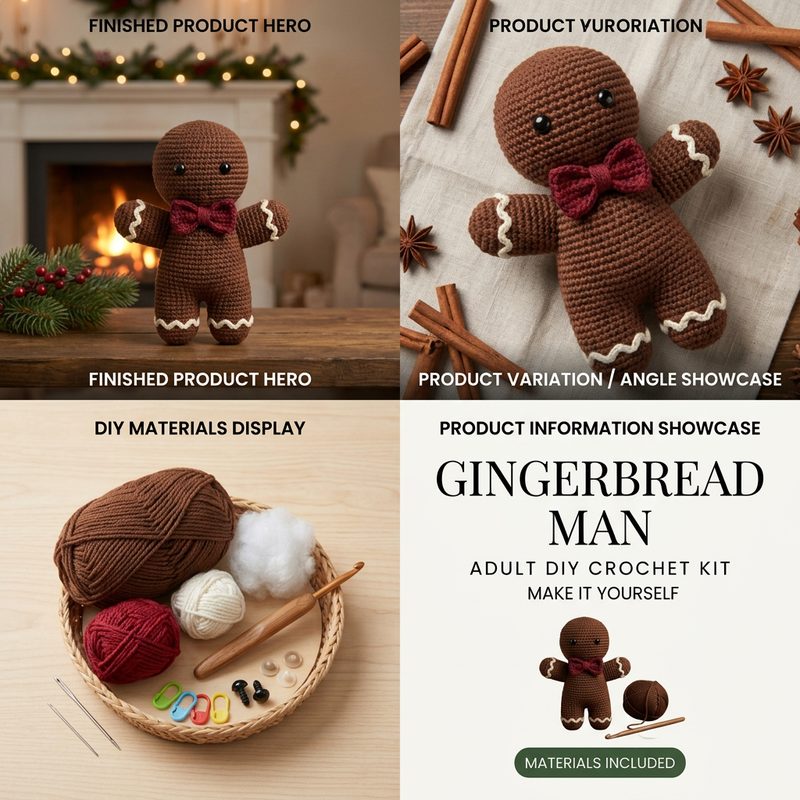 FINISHED PRODUCT HERO
FINISHED PRODUCT HERO
PRODUCT YURORIATION
PRODUCT VARIATION / ANGLE SHOWCASE
DIY MATERIALS DISPLAY
PRODUCT INFORMATION SHOWCASE
GINGERBREAD
MAN
ADULT DIY CROCHET KIT
MAKE IT YOURSELF
MATERIALS INCLUDED